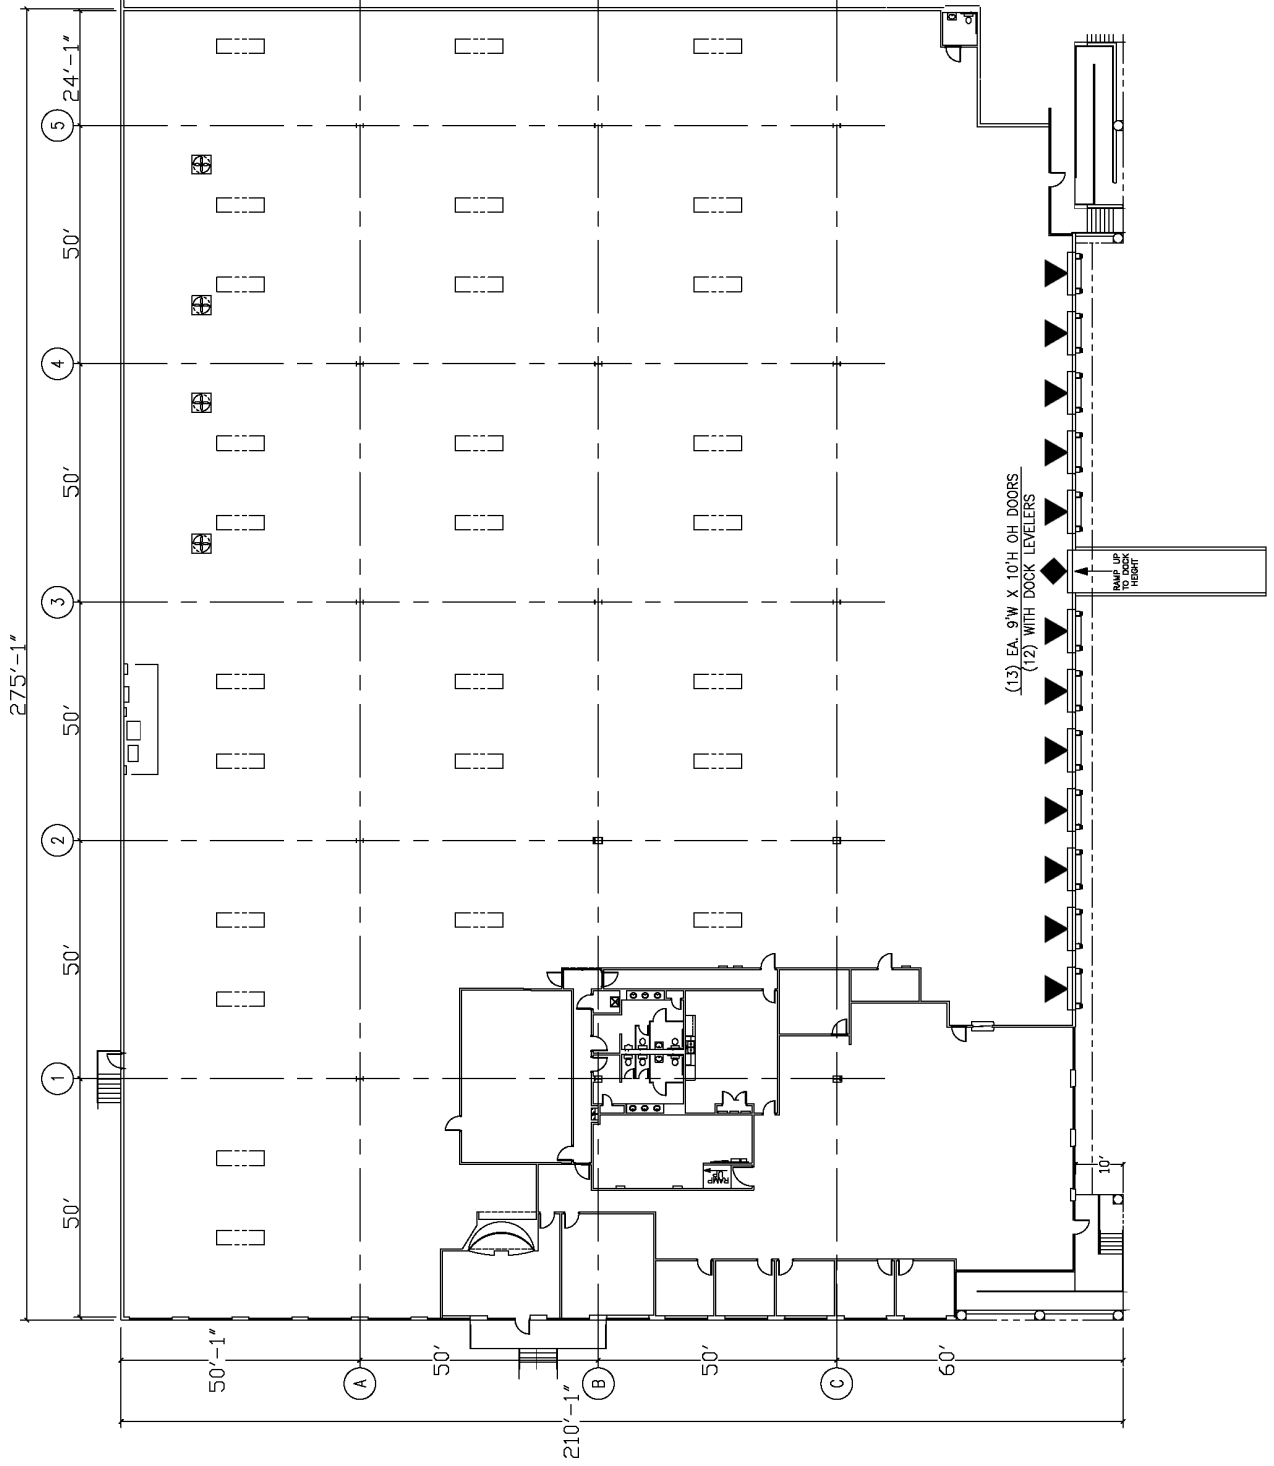 275'-1"
24'-1"
5
50'
4
50'
3
50'
2
50'
1
50'
(13) EA. 9'W X 10'H OH DOORS
(12) WITH DOCK LEVELERS
RAMP UP
TO DOCK
HEIGHT
RAMP
UP
10'
50'-1"
A
50'
B
50'
C
60'
210'-1"